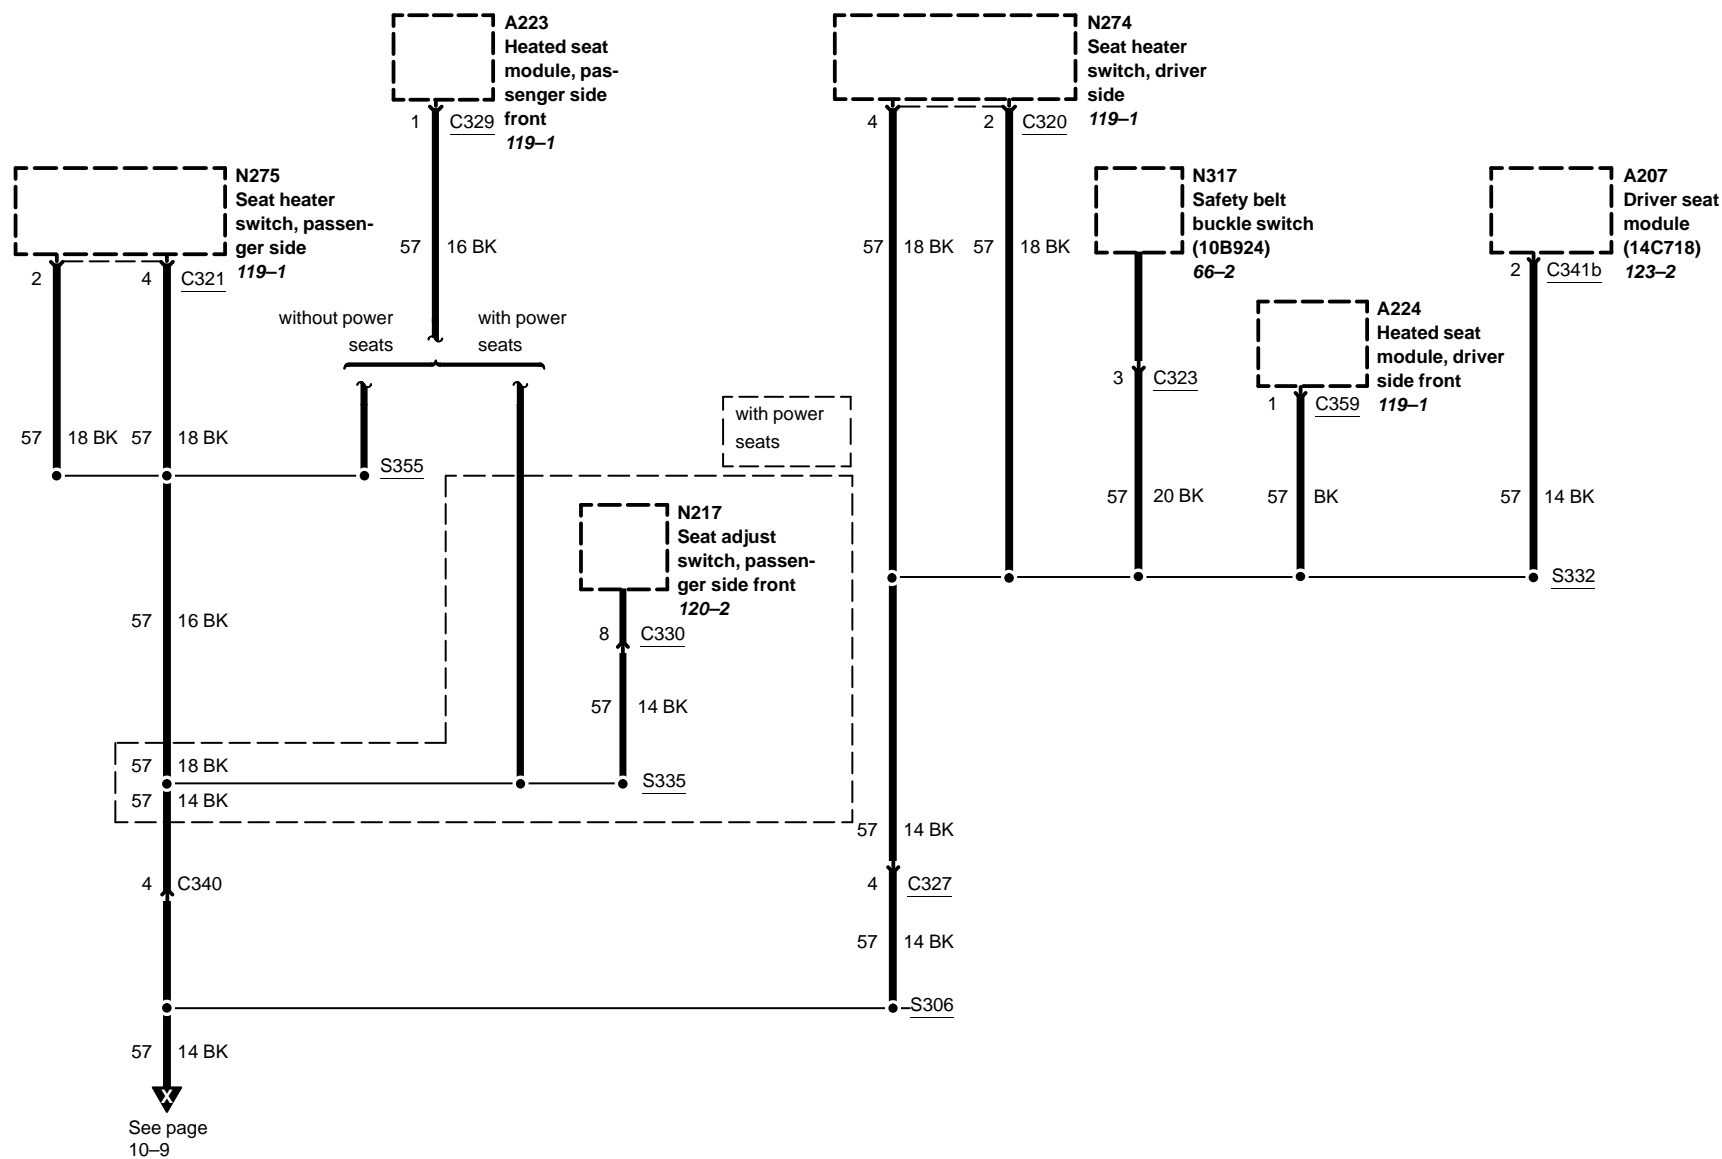 A223
Heated seat
module, pas-
senger side
front
119–1
1 C329
N274
Seat heater
switch, driver
side
119–1
4 2 C320
N275
Seat heater
switch, passen-
ger side
119–1
2 4 C321
N317
Safety belt
buckle switch
(10B924)
66–2
A207
Driver seat
module
(14C718)
123–2
2 C341b
57 16 BK
57 18 BK 57 18 BK
A224
Heated seat
module, driver
side front
119–1
1 C359
without power
seats
with power
seats
3 C323
with power
seats
57 18 BK 57 18 BK
S355
57 20 BK
57 BK
57 14 BK
N217
Seat adjust
switch, passen-
ger side front
120–2
8 C330
S332
57 16 BK
57 14 BK
57 18 BK
S335
57 14 BK
57 14 BK
4 C340
4 C327
57 14 BK
S306
57 14 BK
X
See page
10–9